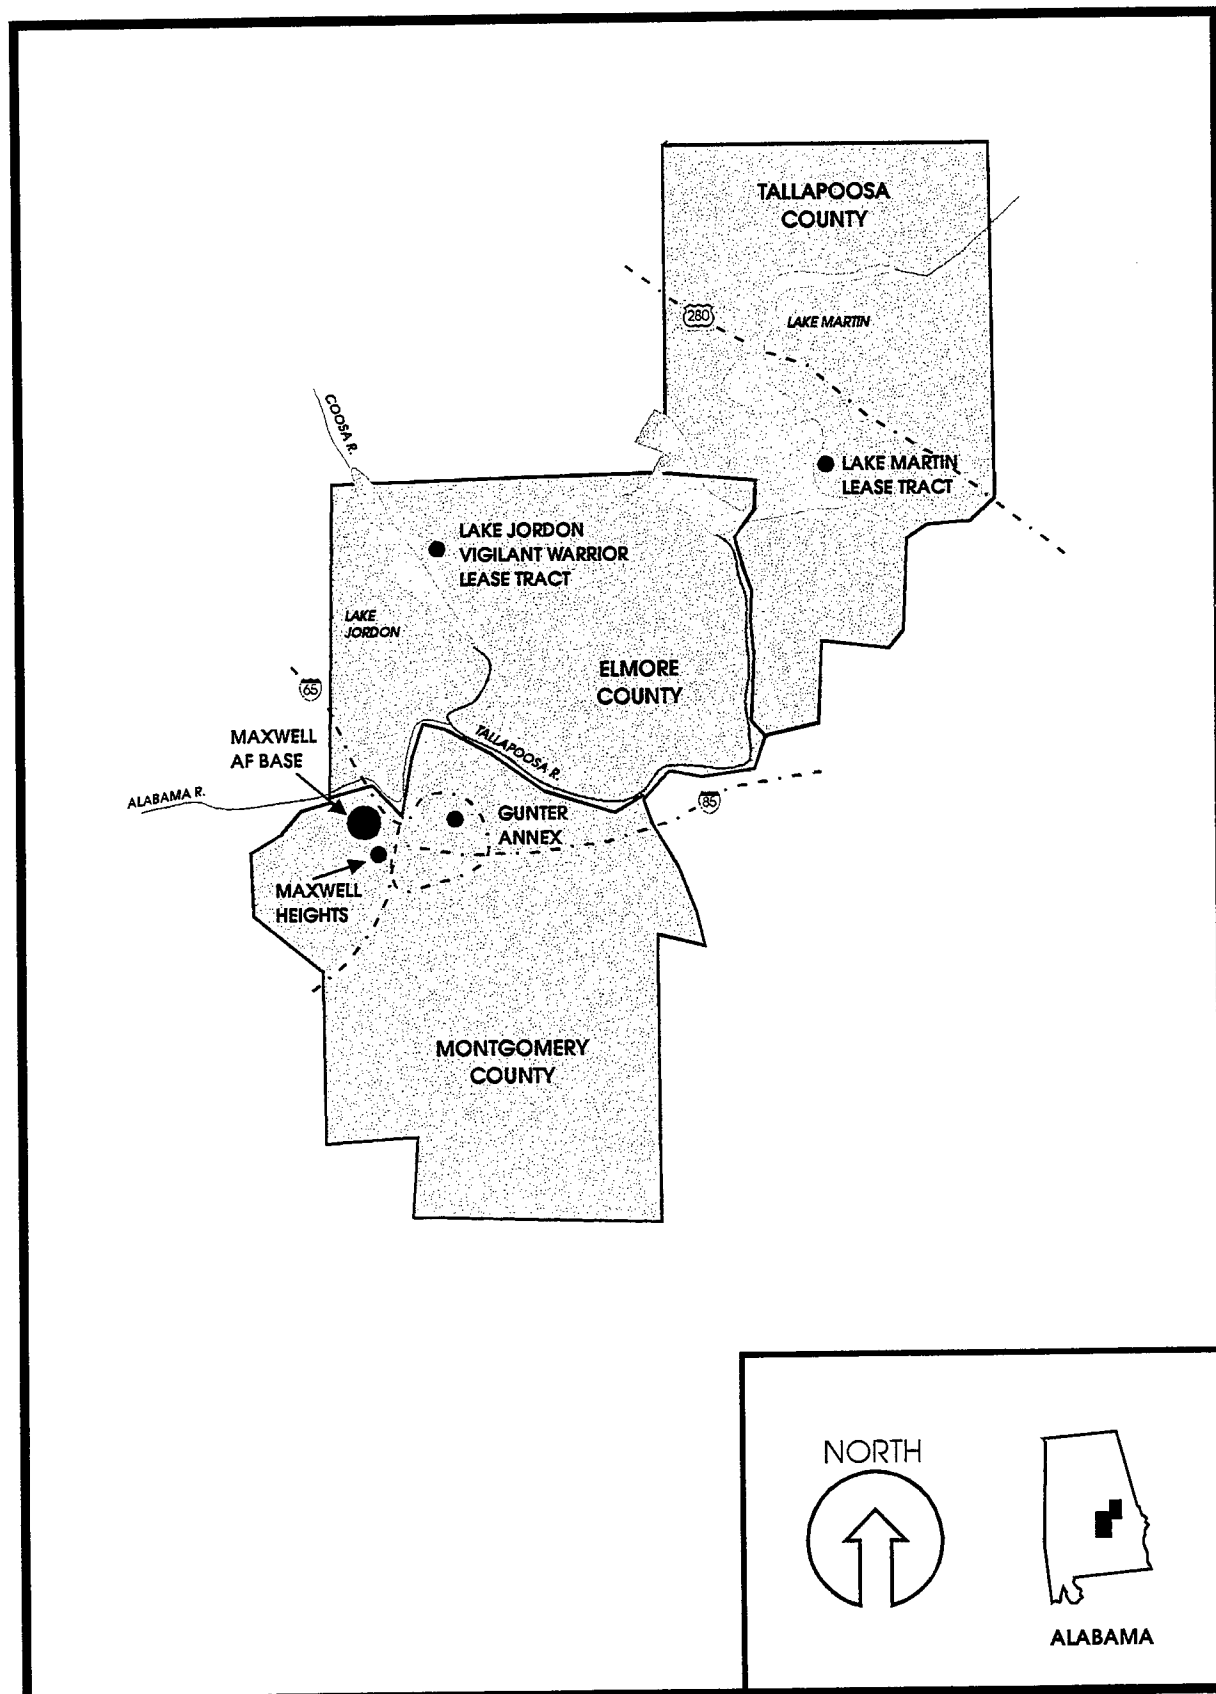 TALLAPOOSA
COUNTY
280
LAKE MARTIN
COOSA R.
LAKE MARTIN
LEASE TRACT
LAKE JORDON
VIGILANT WARRIOR
LEASE TRACT
LAKE
JORDON
ELMORE
COUNTY
65
MAXWELL
AF BASE
TALLAPOOSA R.
ALABAMA R.
85
GUNTER
ANNEX
MAXWELL
HEIGHTS
MONTGOMERY
COUNTY
NORTH
ALABAMA